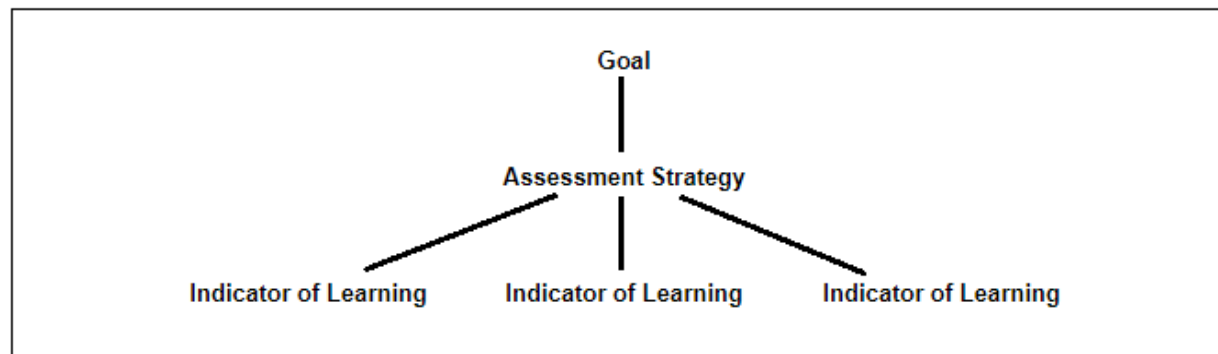 Goal
Assessment Strategy
Indicator of Learning Indicator of Learning Indicator of Learning